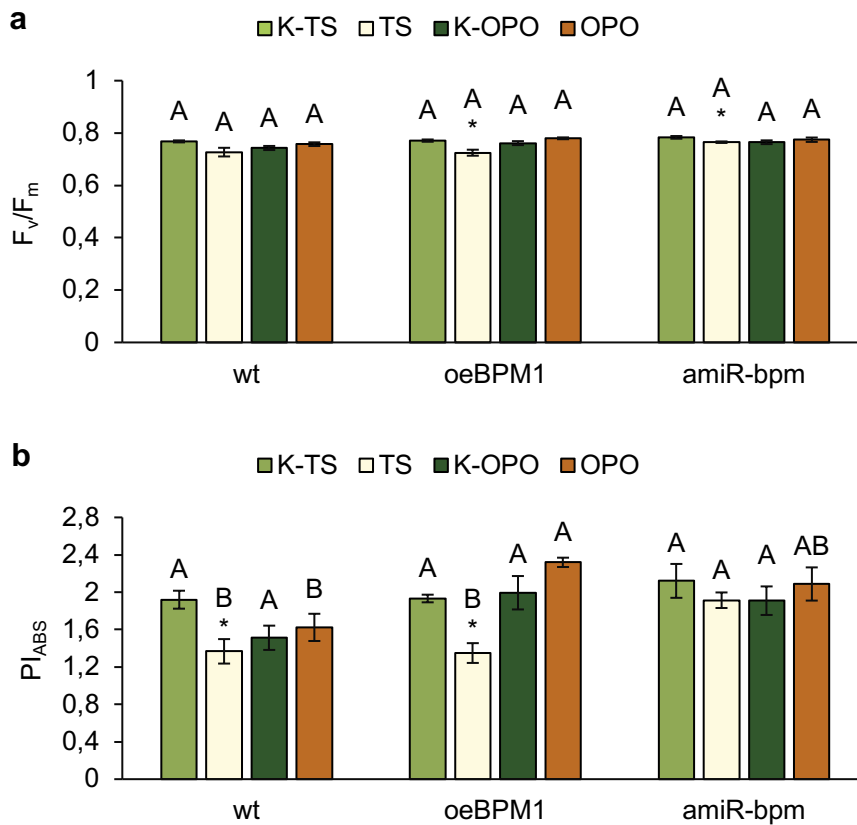 a
K-TS TS K-OPO OPO
1
0,8
0,6
0,4
0,2
0
Fv/Fm
A A A A A A A A A A A A
* *
wt oeBPM1 amiR-bpm
b
K-TS TS K-OPO OPO
2,8
2,4
2
1,6
1,2
0,8
0,4
0
PIABS
A B A B A B A A A A A AB
* *
wt oeBPM1 amiR-bpm